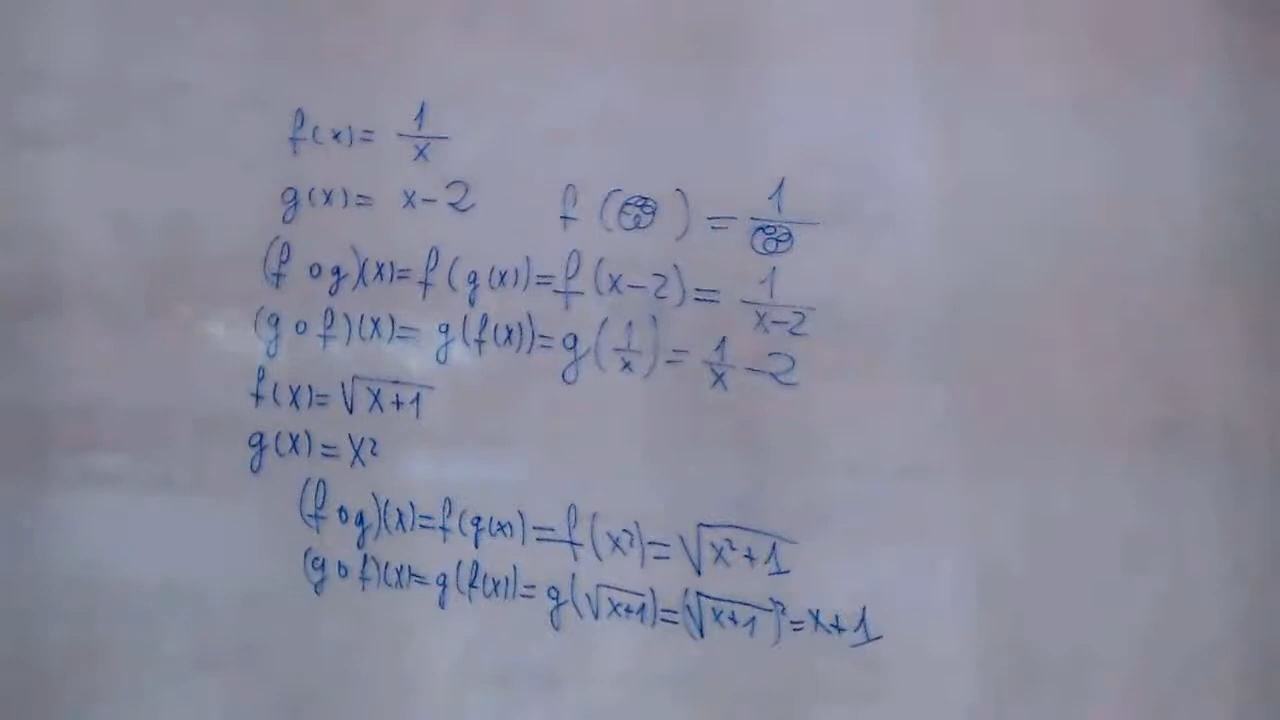 f(x)= 1/x
g(x)= x-2
f ( ) = 1/
(f o g)(x)=f(g(x))=f(x-2)= 1/(x-2)
(g o f)(x)= g(f(x))=g(1/x)= 1/x -2
f(x)=√(x+1)
g(x)=x²
(f o g)(x)=f(g(x))=f(x²)=√(x²+1)
(g o f)(x)=g(f(x))= g(√(x+1))=(√(x+1))²=x+1